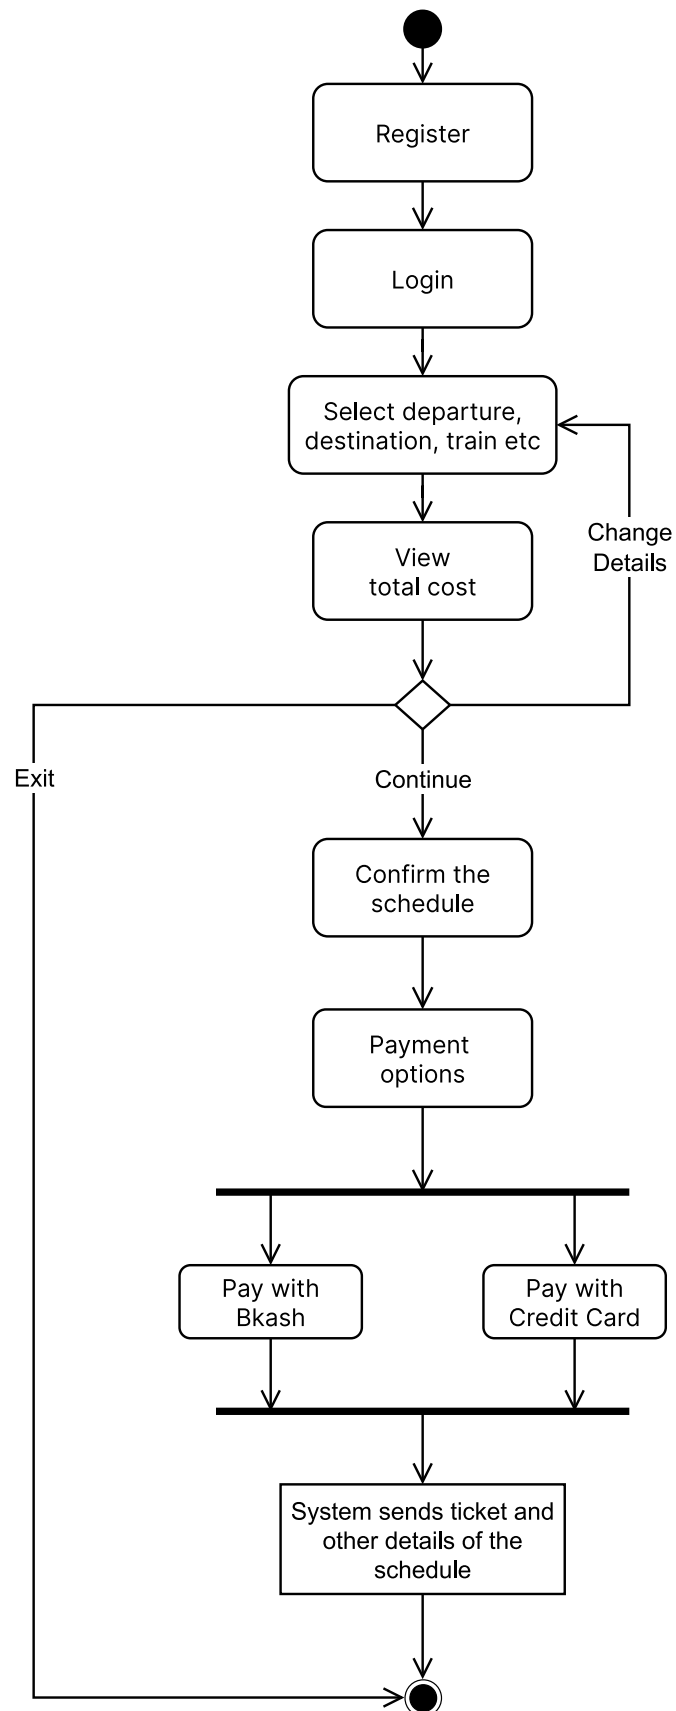 Register
Login
Select departure,
destination, train etc
Change
Details
View
total cost
Exit
Continue
Confirm the
schedule
Payment
options
Pay with
Bkash
Pay with
Credit Card
System sends ticket and
other details of the
schedule